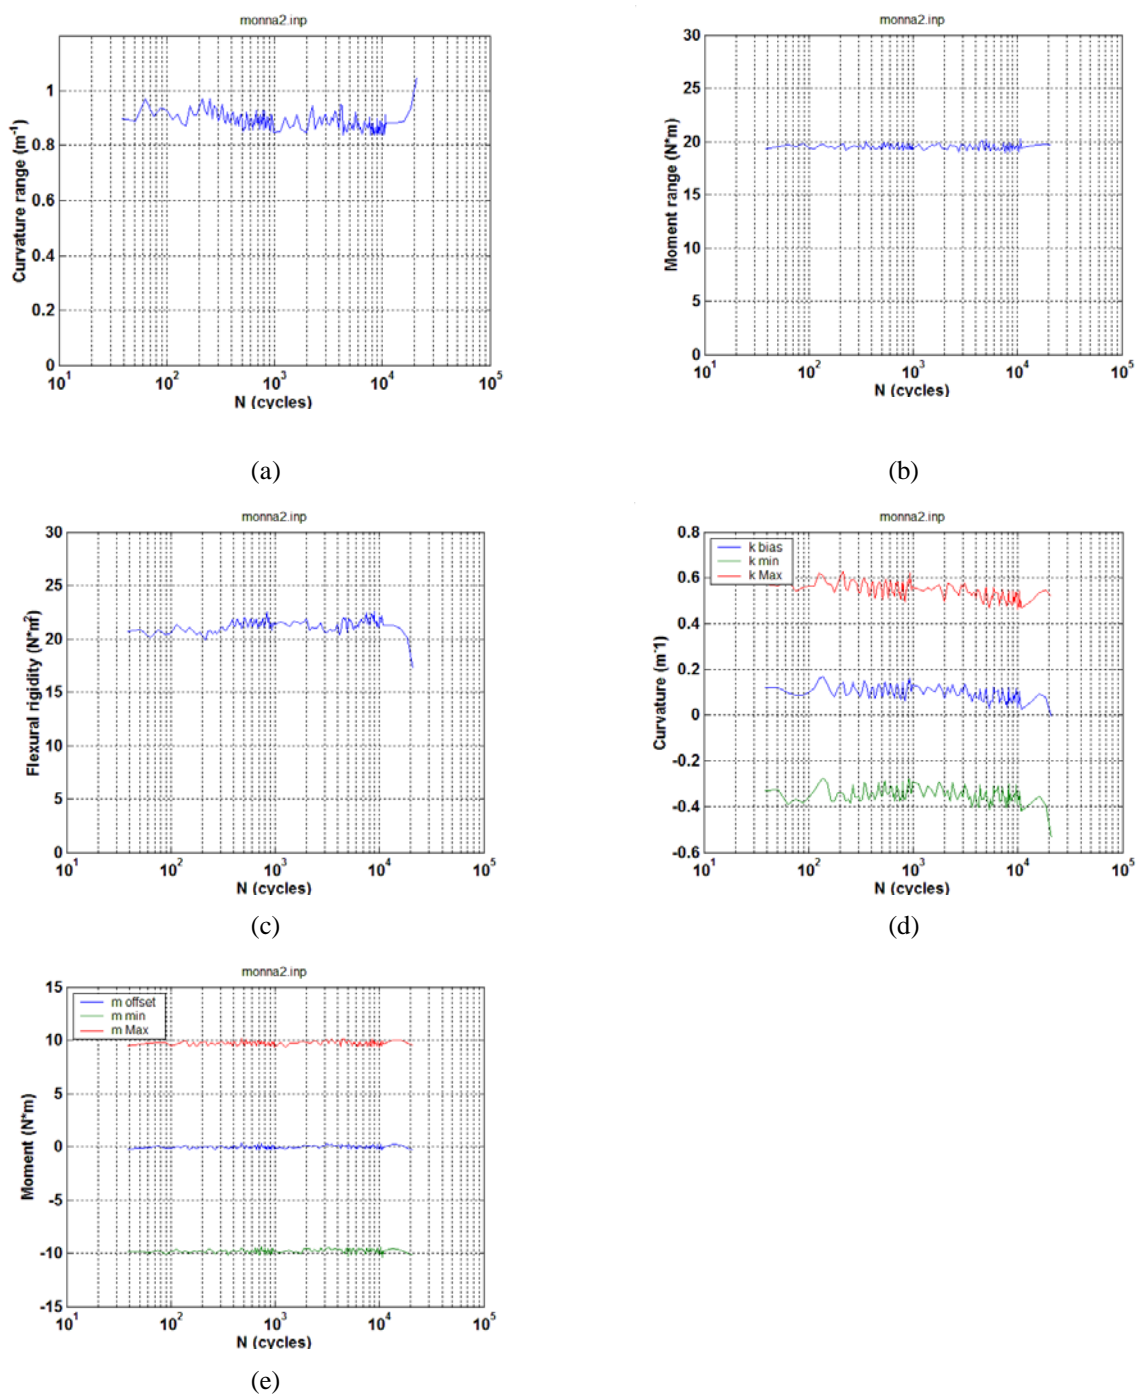 monna2.inp
1
0.8
0.6
0.4
0.2
0
Curvature range (m⁻¹)
10¹ 10² 10³ 10⁴ 10⁵
N (cycles)
(a)
monna2.inp
30
25
20
15
10
5
0
Moment range (N*m)
10¹ 10² 10³ 10⁴ 10⁵
N (cycles)
(b)
monna2.inp
30
25
20
15
10
5
0
Flexural rigidity (N*m²)
10¹ 10² 10³ 10⁴ 10⁵
N (cycles)
(c)
monna2.inp
k bias
k min
k Max
0.8
0.6
0.4
0.2
0
-0.2
-0.4
-0.6
Curvature (m⁻¹)
10¹ 10² 10³ 10⁴ 10⁵
N (cycles)
(d)
monna2.inp
m offset
m min
m Max
15
10
5
0
-5
-10
-15
Moment (N*m)
10¹ 10² 10³ 10⁴ 10⁵
N (cycles)
(e)